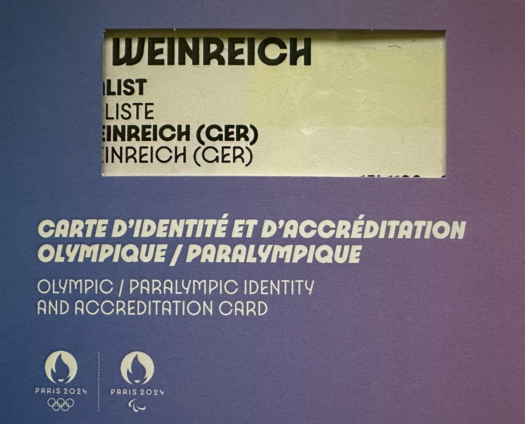 WEINREICH
LIST
LISTE
EINREICH (GER)
EINREICH (GER)
CARTE D'IDENTITÉ ET D'ACCRÉDITATION
OLYMPIQUE / PARALYMPIQUE
OLYMPIC / PARALYMPIC IDENTITY
AND ACCREDITATION CARD
PARIS 2024 PARIS 2024